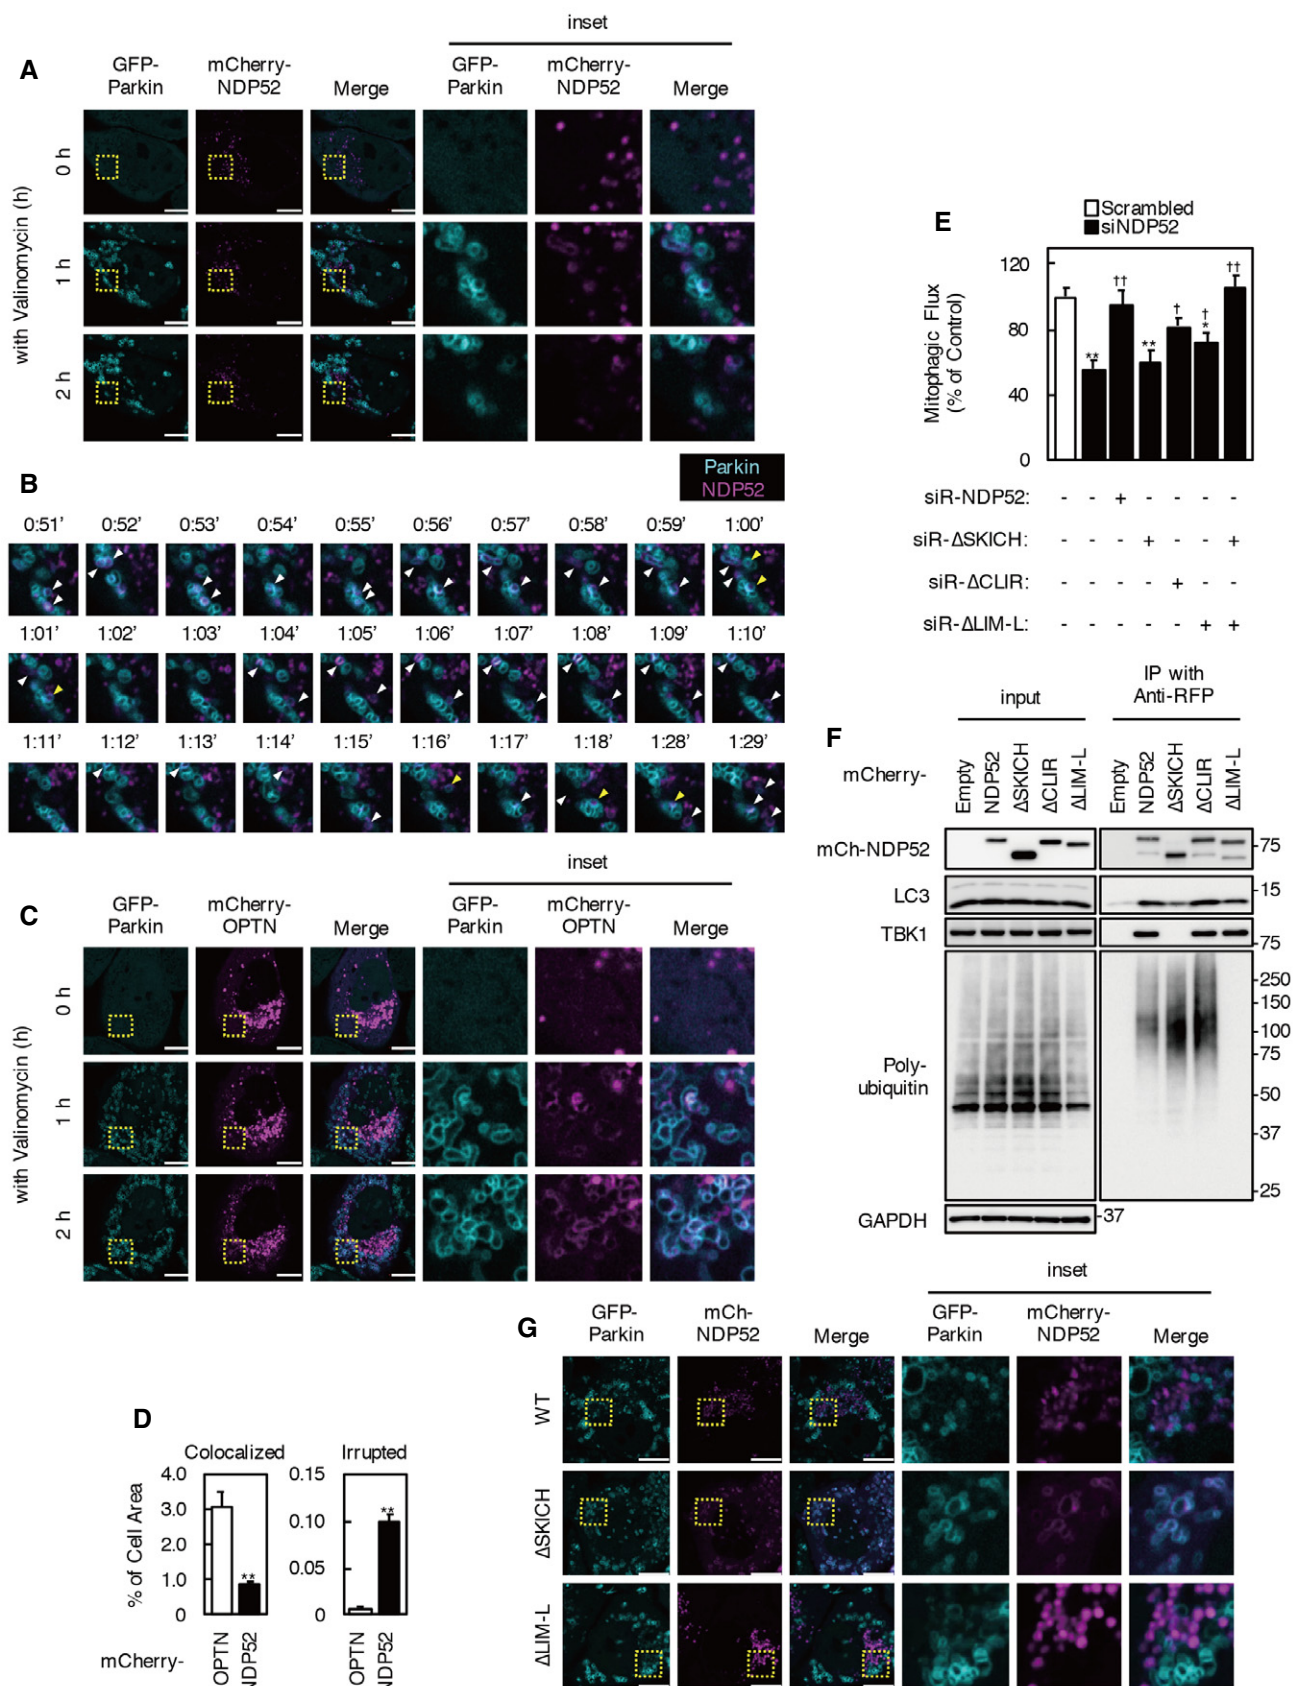 A
inset
GFP-
Parkin
mCherry-
NDP52
Merge
GFP-
Parkin
mCherry-
NDP52
Merge
with Valinomycin (h)
0 h
1 h
2 h
B
Parkin
NDP52
0:51’ 0:52’ 0:53’ 0:54’ 0:55’ 0:56’ 0:57’ 0:58’ 0:59’ 1:00’
1:01’ 1:02’ 1:03’ 1:04’ 1:05’ 1:06’ 1:07’ 1:08’ 1:09’ 1:10’
1:11’ 1:12’ 1:13’ 1:14’ 1:15’ 1:16’ 1:17’ 1:18’ 1:28’ 1:29’
C
inset
GFP-
Parkin
mCherry-
OPTN
Merge
GFP-
Parkin
mCherry-
OPTN
Merge
with Valinomycin (h)
0 h
1 h
2 h
D
Colocalized
Irrupted
% of Cell Area
4.0
3.0
2.0
1.0
0
**
0.15
0.10
0.05
0
**
mCherry-
OPTN
NDP52
OPTN
NDP52
E
Scrambled
siNDP52
Mitophagic Flux
(% of Control)
120
80
40
0
** †† ** † † * ††
siR-NDP52: - - + - - - -
siR-ΔSKICH: - - - + - - +
siR-ΔCLIR: - - - - + - -
siR-ΔLIM-L: - - - - - + +
F
input
IP with
Anti-RFP
mCherry-
Empty
NDP52
ΔSKICH
ΔCLIR
ΔLIM-L
Empty
NDP52
ΔSKICH
ΔCLIR
ΔLIM-L
mCh-NDP52
-75
LC3
-15
TBK1
-75
Poly-
ubiquitin
-250
-150
-100
-75
-50
-37
-25
GAPDH
-37
G
inset
GFP-
Parkin
mCh-
NDP52
Merge
GFP-
Parkin
mCherry-
NDP52
Merge
WT
ΔSKICH
ΔLIM-L